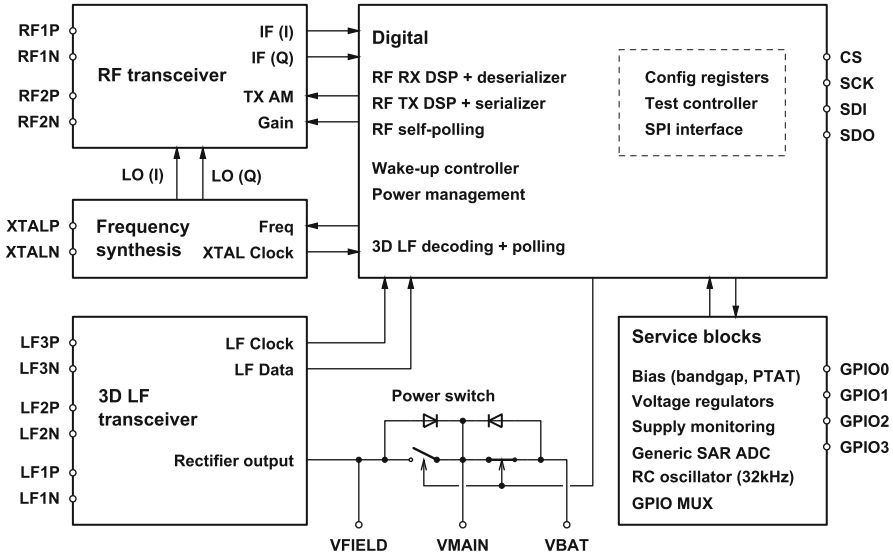 RF1P
RF1N
RF2P
RF2N
RF transceiver
IF (I)
IF (Q)
TX AM
Gain
LO (I)
LO (Q)
XTALP
XTALN
Frequency
synthesis
Freq
XTAL Clock
Digital
RF RX DSP + deserializer
RF TX DSP + serializer
RF self-polling
Wake-up controller
Power management
3D LF decoding + polling
Config registers
Test controller
SPI interface
CS
SCK
SDI
SDO
LF3P
LF3N
LF2P
LF2N
LF1P
LF1N
3D LF
transceiver
LF Clock
LF Data
Rectifier output
Power switch
VFIELD
VMAIN
VBAT
Service blocks
Bias (bandgap, PTAT)
Voltage regulators
Supply monitoring
Generic SAR ADC
RC oscillator (32kHz)
GPIO MUX
GPIO0
GPIO1
GPIO2
GPIO3